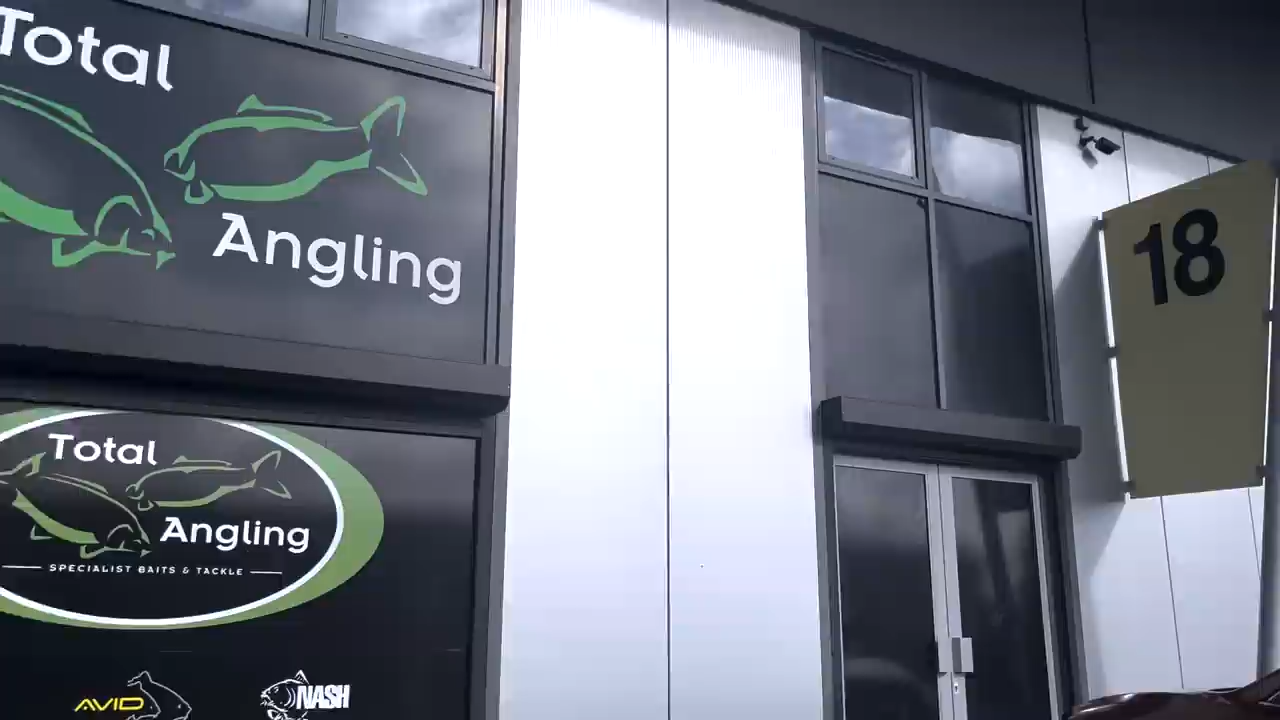 Total
Angling
18
Total
Angling
SPECIALIST BAITS & TACKLE
AVID
NASH